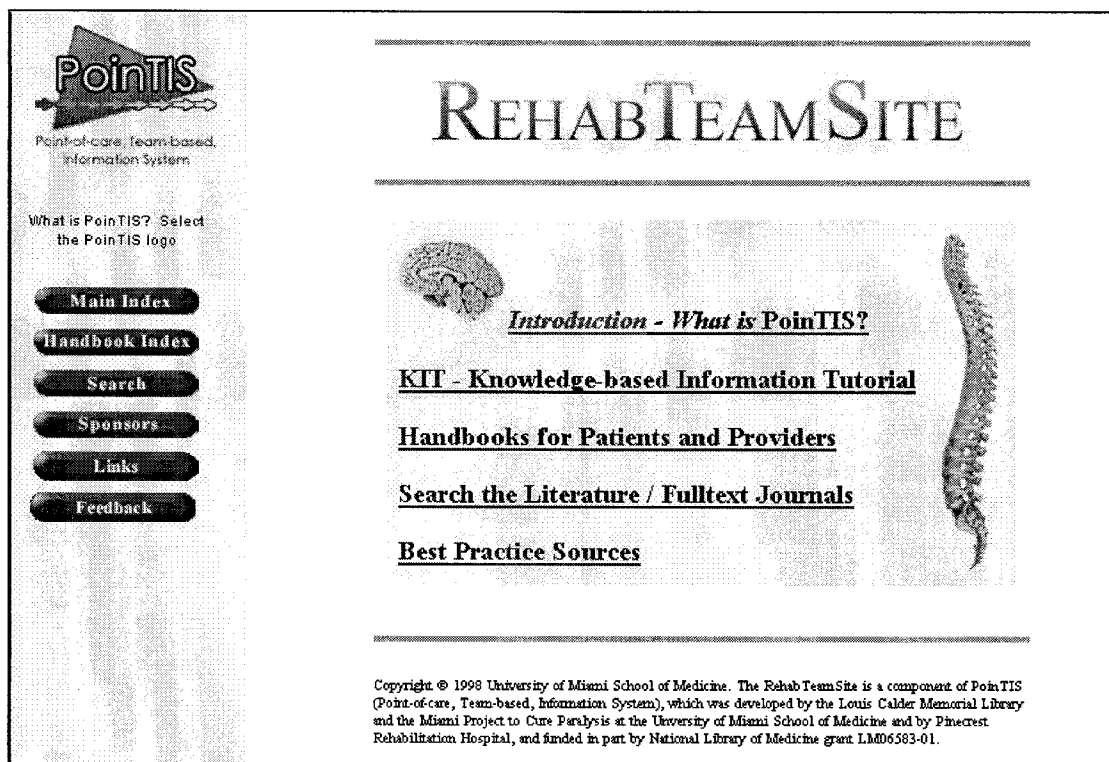 PoinTIS
Point-of-care, Team-based,
Information System
What is PoinTIS? Select
the PoinTIS logo
Main Index
Handbook Index
Search
Sponsors
Links
Feedback
REHABTEAMSITE
Introduction - What is PoinTIS?
KIT - Knowledge-based Information Tutorial
Handbooks for Patients and Providers
Search the Literature / Fulltext Journals
Best Practice Sources
Copyright © 1998 University of Miami School of Medicine. The RehabTeamSite is a component of PoinTIS
(Point-of-care, Team-based, Information System), which was developed by the Louis Calder Memorial Library
and the Miami Project to Cure Paralysis at the Unversity of Miami School of Medicine and by Pinecrest
Rehabilitation Hospital, and funded in part by National Library of Medicine grant LM06583-01.